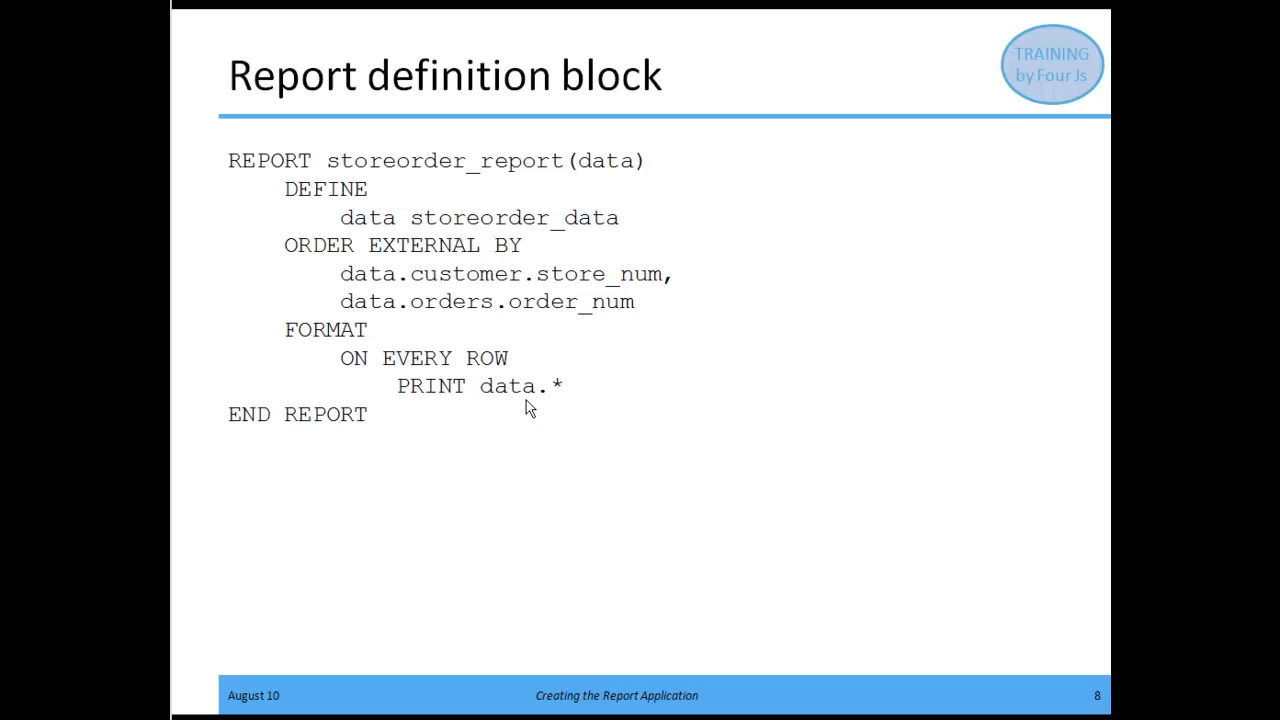 Report definition block
TRAINING
by Four Js
REPORT storeorder_report(data)
DEFINE
data storeorder_data
ORDER EXTERNAL BY
data.customer.store_num,
data.orders.order_num
FORMAT
ON EVERY ROW
PRINT data.*
END REPORT
August 10
Creating the Report Application
8